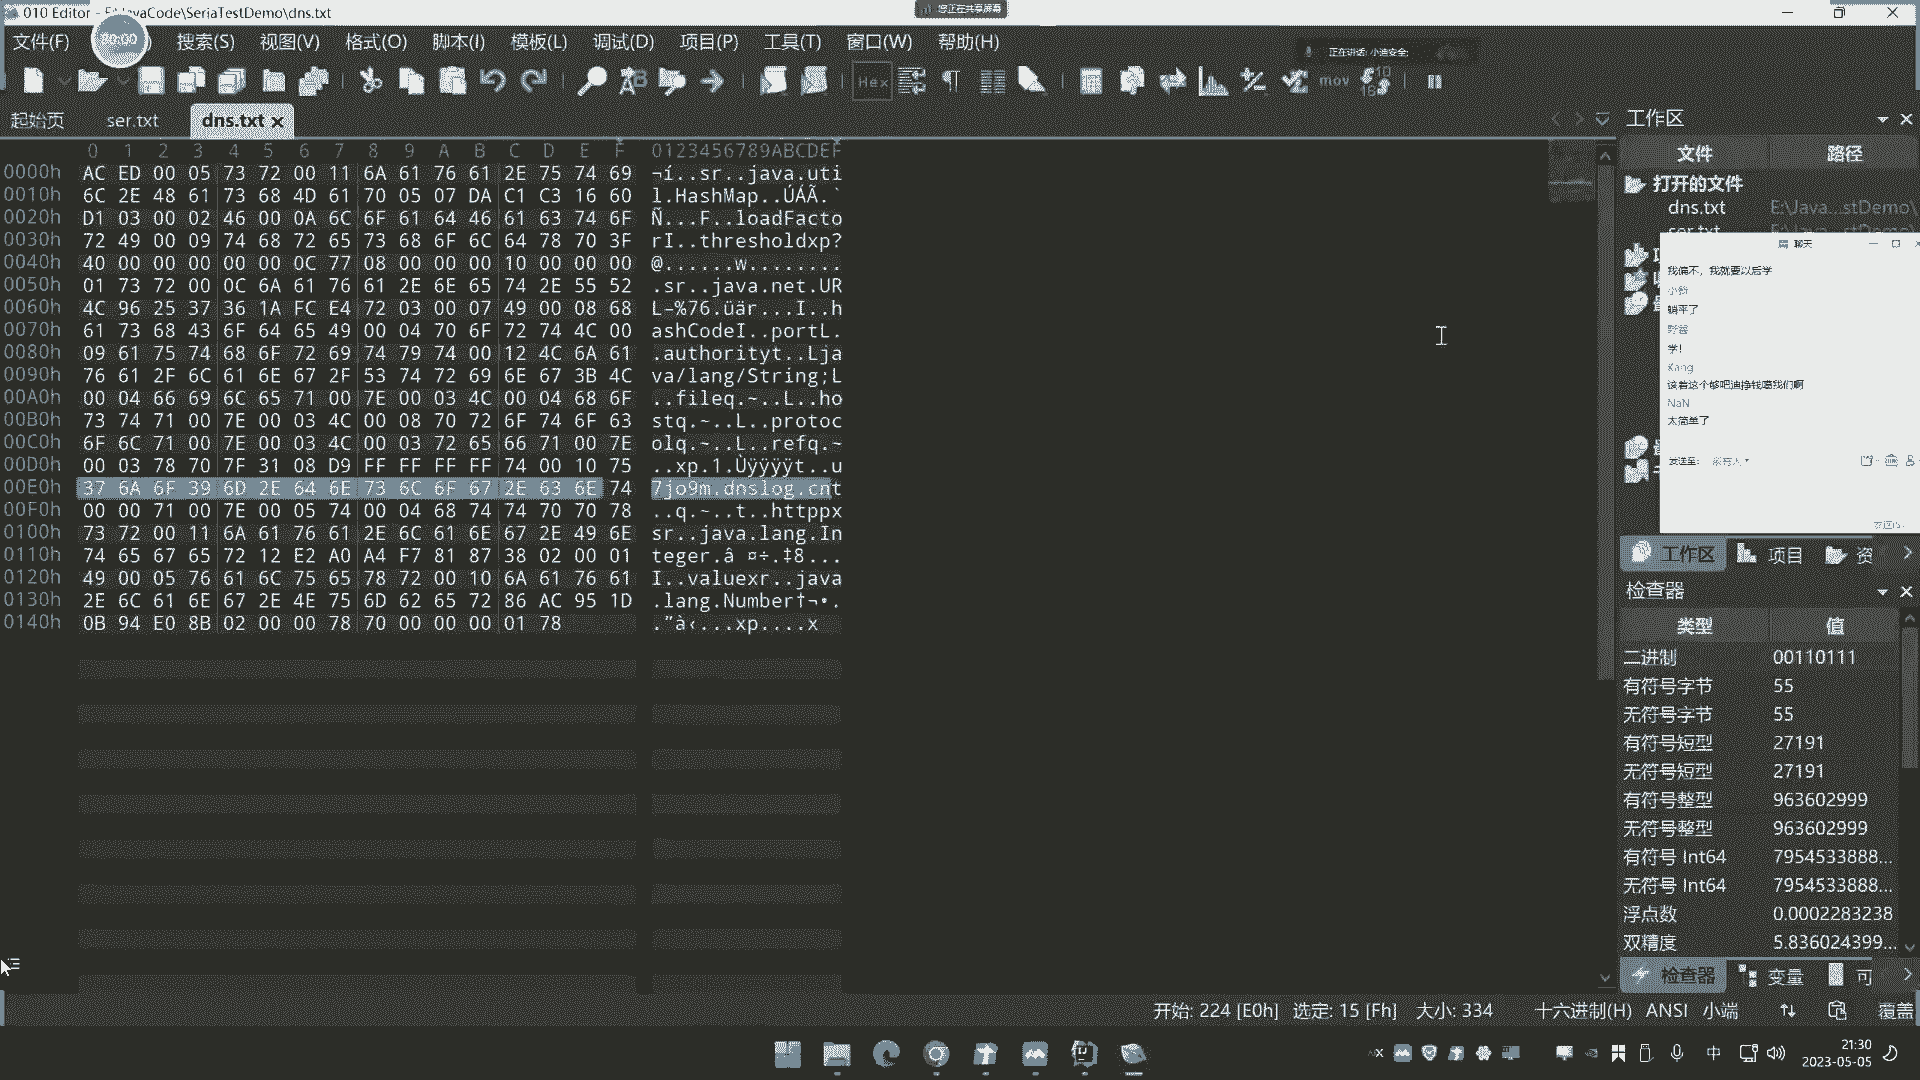 010 Editor - E:\JavaCode\SeriaTestDemo\dns.txt
您正在共享屏幕
文件(F) 搜索(S) 视图(V) 格式(O) 脚本(I) 模板(L) 调试(D) 项目(P) 工具(T) 窗口(W) 帮助(H)
00:00
正在讲话: 小迪安全;
Hex
mov
起始页 ser.txt dns.txt
0 1 2 3 4 5 6 7 8 9 A B C D E F 0123456789ABCDEF
0000h AC ED 00 05 73 72 00 11 6A 61 76 61 2E 75 74 69 ¬í..sr..java.uti
0010h 6C 2E 48 61 73 68 4D 61 70 05 07 DA C1 C3 16 60 l.HashMap..ÚÁÃ.`
0020h D1 03 00 02 46 00 0A 6C 6F 61 64 46 61 63 74 6F Ñ...F..loadFacto
0030h 72 49 00 09 74 68 72 65 73 68 6F 6C 64 78 70 3F rI..thresholdxp?
0040h 40 00 00 00 00 00 0C 77 08 00 00 00 10 00 00 00 @......w........
0050h 01 73 72 00 0C 6A 61 76 61 2E 6E 65 74 2E 55 52 .sr..java.net.UR
0060h 4C 96 25 37 36 1A FC E4 72 03 00 07 49 00 08 68 L–%76.üär...I..h
0070h 61 73 68 43 6F 64 65 49 00 04 70 6F 72 74 4C 00 ashCodeI..portL.
0080h 09 61 75 74 68 6F 72 69 74 79 74 00 12 4C 6A 61 .authorityt..Lja
0090h 76 61 2F 6C 61 6E 67 2F 53 74 72 69 6E 67 3B 4C va/lang/String;L
00A0h 00 04 66 69 6C 65 71 00 7E 00 03 4C 00 04 68 6F ..fileq.~..L..ho
00B0h 73 74 71 00 7E 00 03 4C 00 08 70 72 6F 74 6F 63 stq.~..L..protoc
00C0h 6F 6C 71 00 7E 00 03 4C 00 03 72 65 66 71 00 7E olq.~..L..refq.~
00D0h 00 03 78 70 7F 31 08 D9 FF FF FF FF 74 00 10 75 ..xp.1.Ùÿÿÿÿt..u
00E0h 37 6A 6F 39 6D 2E 64 6E 73 6C 6F 67 2E 63 6E 74 7jo9m.dnslog.cnt
00F0h 00 00 71 00 7E 00 05 74 00 04 68 74 74 70 70 78 ..q.~..t..httppx
0100h 73 72 00 11 6A 61 76 61 2E 6C 61 6E 67 2E 49 6E sr..java.lang.In
0110h 74 65 67 65 72 12 E2 A0 A4 F7 81 87 38 02 00 01 teger.â ¤÷.‡8...
0120h 49 00 05 76 61 6C 75 65 78 72 00 10 6A 61 76 61 I..valuexr..java
0130h 2E 6C 61 6E 67 2E 4E 75 6D 62 65 72 86 AC 95 1D .lang.Number†¬•.
0140h 0B 94 E0 8B 02 00 00 78 70 00 00 00 01 78 .”à‹...xp....x
工作区
文件 路径
打开的文件
dns.txt E:\Java...stDemo\
聊天
我偏不，我就要以后学
躺平了
学！
Kang
NaN
太简单了
发送至:
工作区 项目 资
检查器
类型 值
二进制 00110111
有符号字节 55
无符号字节 55
有符号短型 27191
无符号短型 27191
有符号整型 963602999
无符号整型 963602999
有符号 Int64 7954533888...
无符号 Int64 7954533888...
浮点数 0.0002283238
双精度 5.836024399...
检查器 变量 可
开始: 224 [E0h] 选定: 15 [Fh] 大小: 334 十六进制(H) ANSI 小端 覆盖
中
21:30
2023-05-05